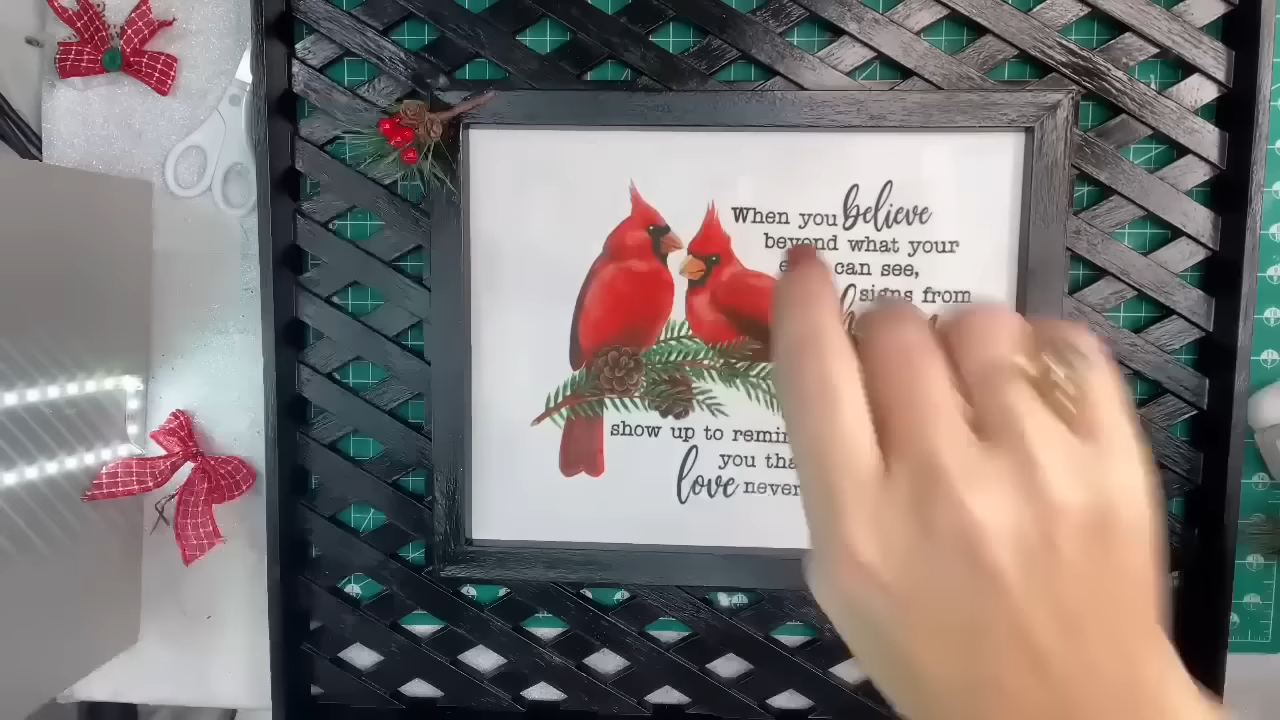 When you believe
beyond what your
can see,
signs from
show up to remin
you tha
love never